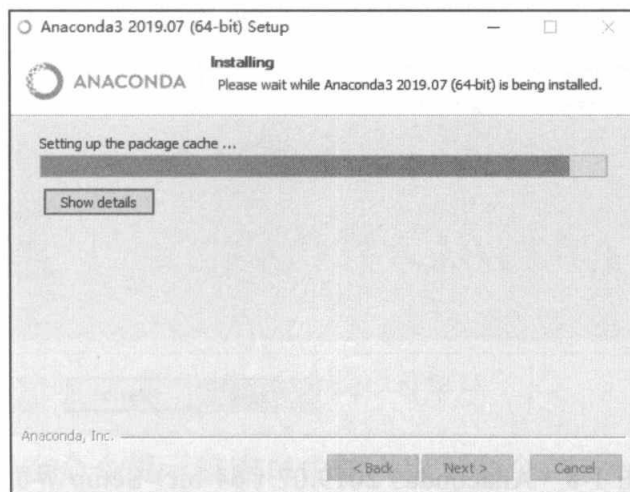 Anaconda3 2019.07 (64-bit) Setup
ANACONDA
Installing
Please wait while Anaconda3 2019.07 (64-bit) is being installed.
Setting up the package cache ...
Show details
Anaconda, Inc.
< Back
Next >
Cancel